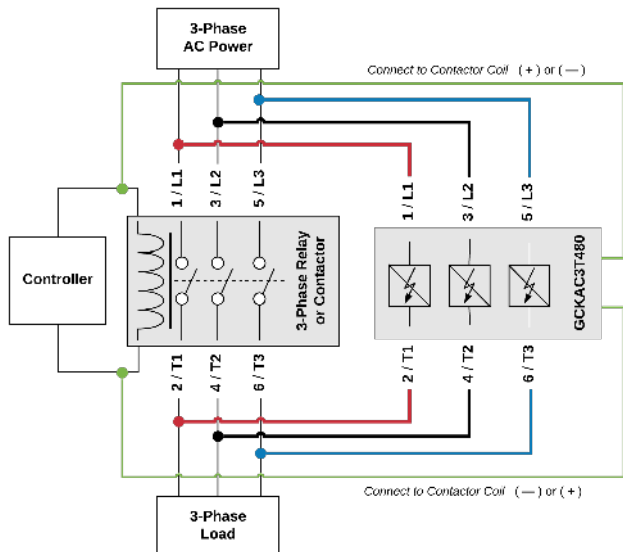 3-Phase
AC Power
Connect to Contactor Coil ( + ) or ( — )
1 / L1
3 / L2
5 / L3
1 / L1
3 / L2
5 / L3
Controller
3-Phase Relay
or Contactor
GCKAC3T480
2 / T1
4 / T2
6 / T3
2 / T1
4 / T2
6 / T3
Connect to Contactor Coil ( — ) or ( + )
3-Phase
Load